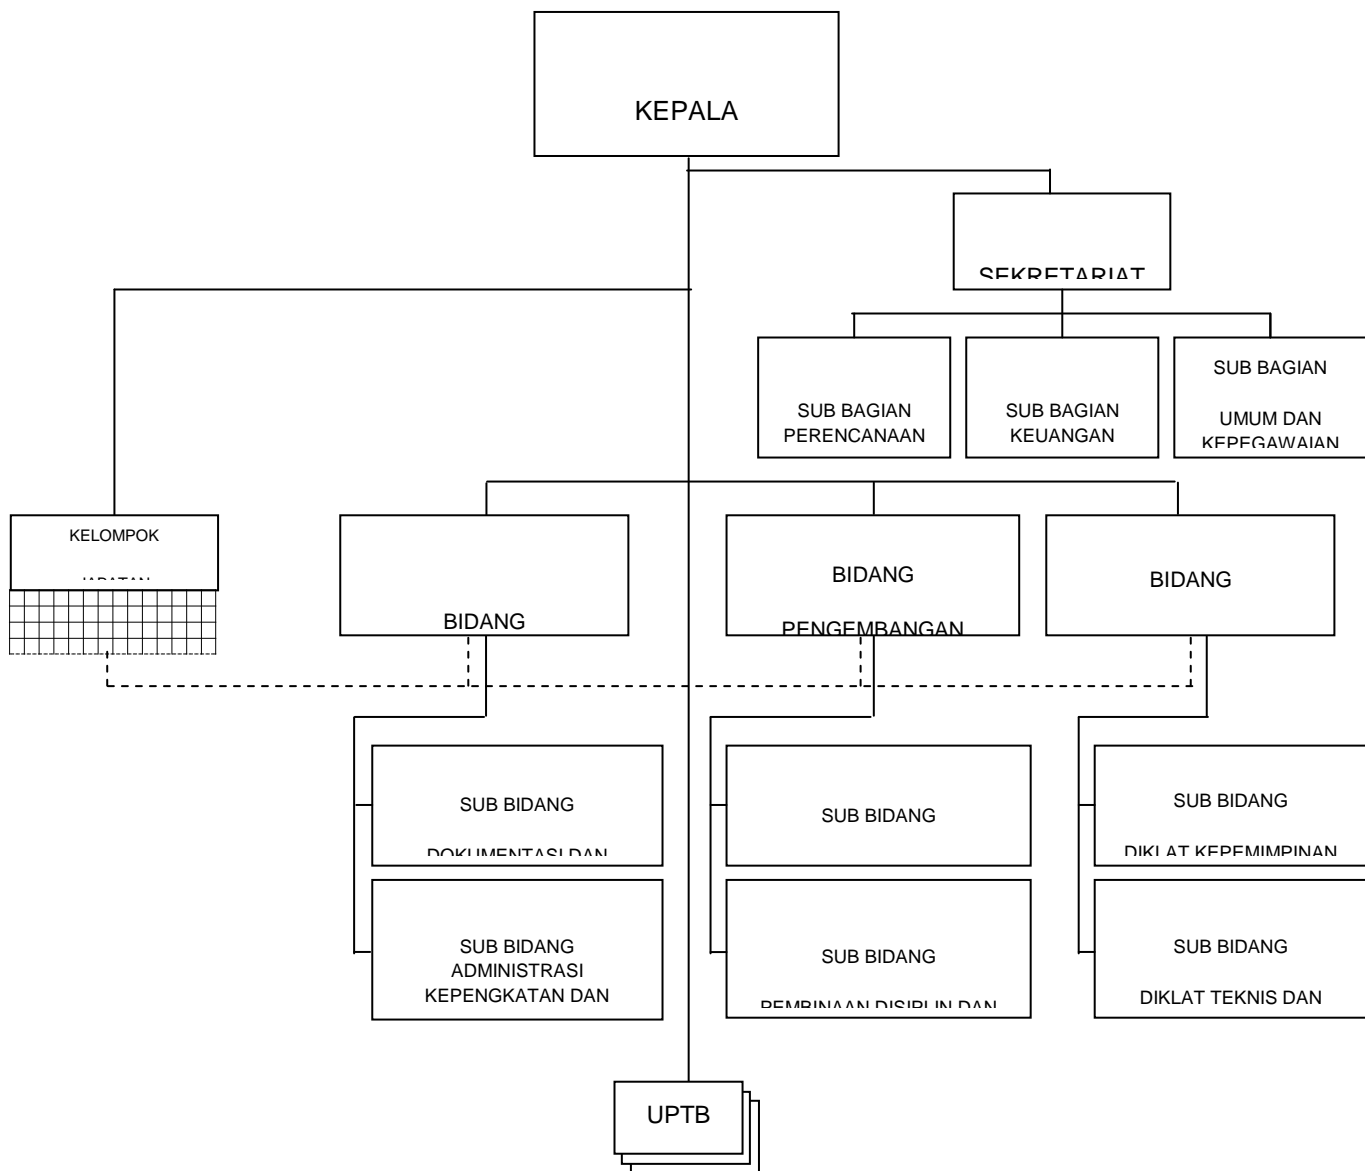 KEPALA
SEKRETARIAT
SUB BAGIAN
PERENCANAAN
SUB BAGIAN
KEUANGAN
SUB BAGIAN
UMUM DAN
KEPEGAWAIAN
KELOMPOK
JABATAN
BIDANG
BIDANG
PENGEMBANGAN
BIDANG
SUB BIDANG
DOKUMENTASI DAN
SUB BIDANG
ADMINISTRASI
KEPENGKATAN DAN
SUB BIDANG
SUB BIDANG
PEMBINAAN DISIPLIN DAN
SUB BIDANG
DIKLAT KEPEMIMPINAN
SUB BIDANG
DIKLAT TEKNIS DAN
UPTB